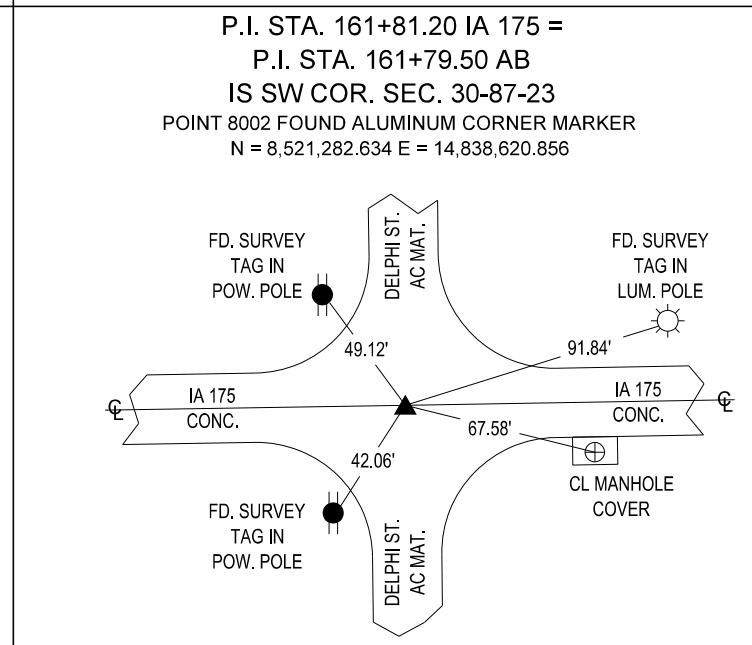 P.I. STA. 161+81.20 IA 175 =
P.I. STA. 161+79.50 AB
IS SW COR. SEC. 30-87-23
POINT 8002 FOUND ALUMINUM CORNER MARKER
N = 8,521,282.634 E = 14,838,620.856
FD. SURVEY
TAG IN
POW. POLE
DELPHI ST.
AC MAT.
FD. SURVEY
TAG IN
LUM. POLE
49.12'
91.84'
℄
IA 175
CONC.
IA 175
CONC.
℄
67.58'
42.06'
CL MANHOLE
COVER
FD. SURVEY
TAG IN
POW. POLE
DELPHI ST.
AC MAT.